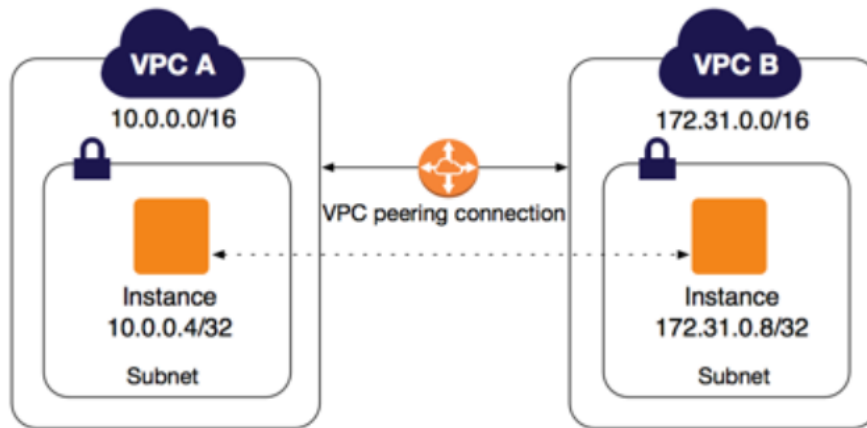 VPC A
10.0.0.0/16
Instance
10.0.0.4/32
Subnet
VPC peering connection
VPC B
172.31.0.0/16
Instance
172.31.0.8/32
Subnet